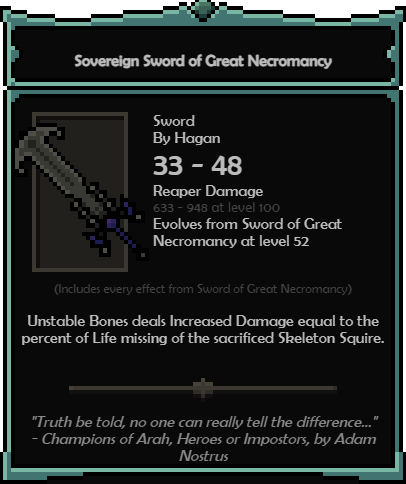 Sovereign Sword of Great Necromancy
Sword
By Hagan
33 - 48
Reaper Damage
633 - 948 at level 100
Evolves from Sword of Great
Necromancy at level 52
(Includes every effect from Sword of Great Necromancy)
Unstable Bones deals Increased Damage equal to the
percent of Life missing of the sacrificed Skeleton Squire.
"Truth be told, no one can really tell the difference..."
- Champions of Arah, Heroes or Impostors, by Adam
Nostrus